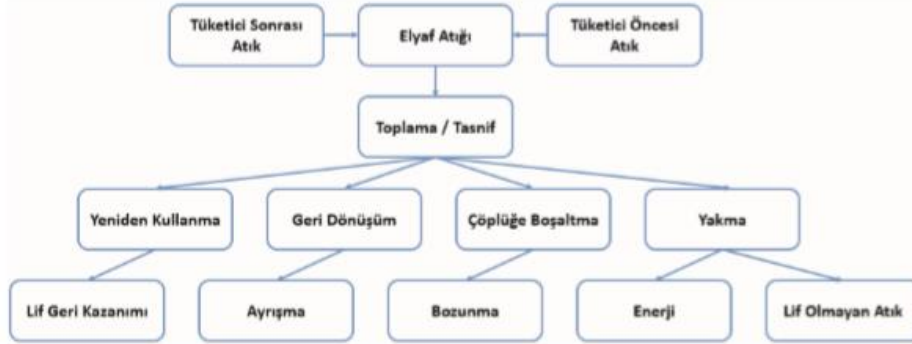 Tüketici Sonrası
Atık
Elyaf Atığı
Tüketici Öncesi
Atık
Toplama / Tasnif
Yeniden Kullanma
Geri Dönüşüm
Çöplüğe Boşaltma
Yakma
Lif Geri Kazanımı
Ayrışma
Bozunma
Enerji
Lif Olmayan Atık